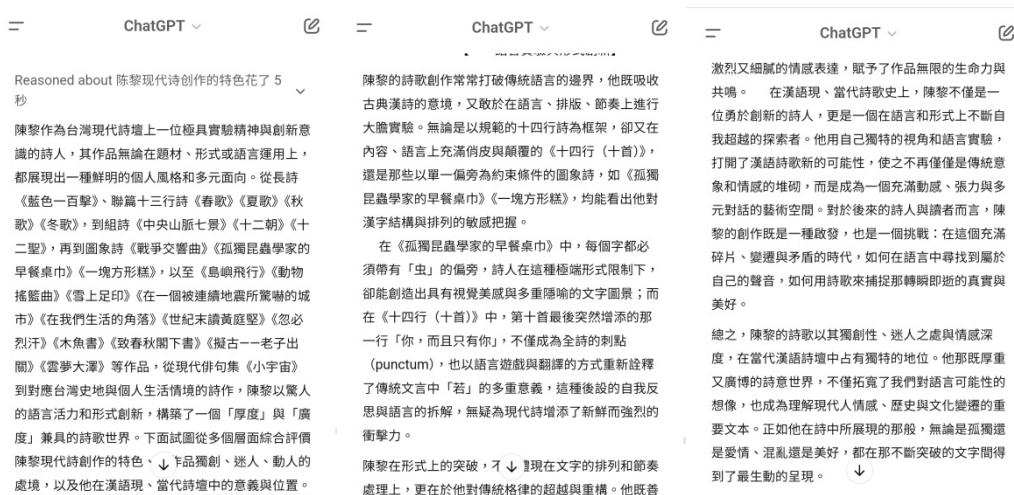 ChatGPT
Reasoned about 陈黎现代诗创作的特色花了 5
秒
陳黎作為台灣現代詩壇上一位極具實驗精神與創新意
識的詩人，其作品無論在題材、形式或語言運用上，
都展現出一種鮮明的個人風格和多元面向。從長詩
《藍色一百擊》、聯篇十三行詩《春歌》《夏歌》《秋
歌》《冬歌》，到組詩《中央山脈七景》《十二朝》《十
二聖》，再到圖象詩《戰爭交響曲》《孤獨昆蟲學家的
早餐桌巾》《一塊方形糕》，以至《島嶼飛行》《動物
搖籃曲》《雪上足印》《在一個被連續地震所驚嚇的城
市》《在我們生活的角落》《世紀末讀黃庭堅》《忽必
烈汗》《木魚書》《致春秋閣下書》《擬古——老子出
關》《雲夢大澤》等作品，從現代俳句集《小宇宙》
到對應台灣史地與個人生活情境的詩作，陳黎以驚人
的語言活力和形式創新，構築了一個「厚度」與「廣
度」兼具的詩歌世界。下面試圖從多個層面綜合評價
陳黎現代詩創作的特色、作品獨創、迷人、動人的
處境，以及他在漢語現、當代詩壇中的意義與位置。
ChatGPT
陳黎的詩歌創作常常打破傳統語言的邊界，他既吸收
古典漢詩的意境，又敢於在語言、排版、節奏上進行
大膽實驗。無論是以規範的十四行詩為框架，卻又在
內容、語言上充滿俏皮與顛覆的《十四行（十首）》，
還是那些以單一偏旁為約束條件的圖象詩，如《孤獨
昆蟲學家的早餐桌巾》《一塊方形糕》，均能看出他對
漢字結構與排列的敏感把握。
在《孤獨昆蟲學家的早餐桌巾》中，每個字都必
須帶有「虫」的偏旁，詩人在這種極端形式限制下，
卻能創造出具有視覺美感與多重隱喻的文字圖景；而
在《十四行（十首）》中，第十首最後突然增添的那
一行「你，而且只有你」，不僅成為全詩的刺點
（punctum），也以語言遊戲與翻譯的方式重新詮釋
了傳統文言中「若」的多重意義，這種後設的自我反
思與語言的拆解，無疑為現代詩增添了新鮮而強烈的
衝擊力。
陳黎在形式上的突破，不現在文字的排列和節奏
處理上，更在於他對傳統格律的超越與重構。他既善
ChatGPT
激烈又細膩的情感表達，賦予了作品無限的生命力與
共鳴。 在漢語現、當代詩歌史上，陳黎不僅是一
位勇於創新的詩人，更是一個在語言和形式上不斷自
我超越的探索者。他用自己獨特的視角和語言實驗，
打開了漢語詩歌新的可能性，使之不再僅僅是傳統意
象和情感的堆砌，而是成為一個充滿動感、張力與多
元對話的藝術空間。對於後來的詩人與讀者而言，陳
黎的創作既是一種啟發，也是一個挑戰：在這個充滿
碎片、變遷與矛盾的時代，如何在語言中尋找到屬於
自己的聲音，如何用詩歌來捕捉那轉瞬即逝的真實與
美好。
總之，陳黎的詩歌以其獨創性、迷人之處與情感深
度，在當代漢語詩壇中占有獨特的地位。他那既厚重
又廣博的詩意世界，不僅拓寬了我們對語言可能性的
想像，也成為理解現代人情感、歷史與文化變遷的重
要文本。正如他在詩中所展現的那般，無論是孤獨還
是愛情、混亂還是美好，都在那不斷突破的文字間得
到了最生動的呈現。